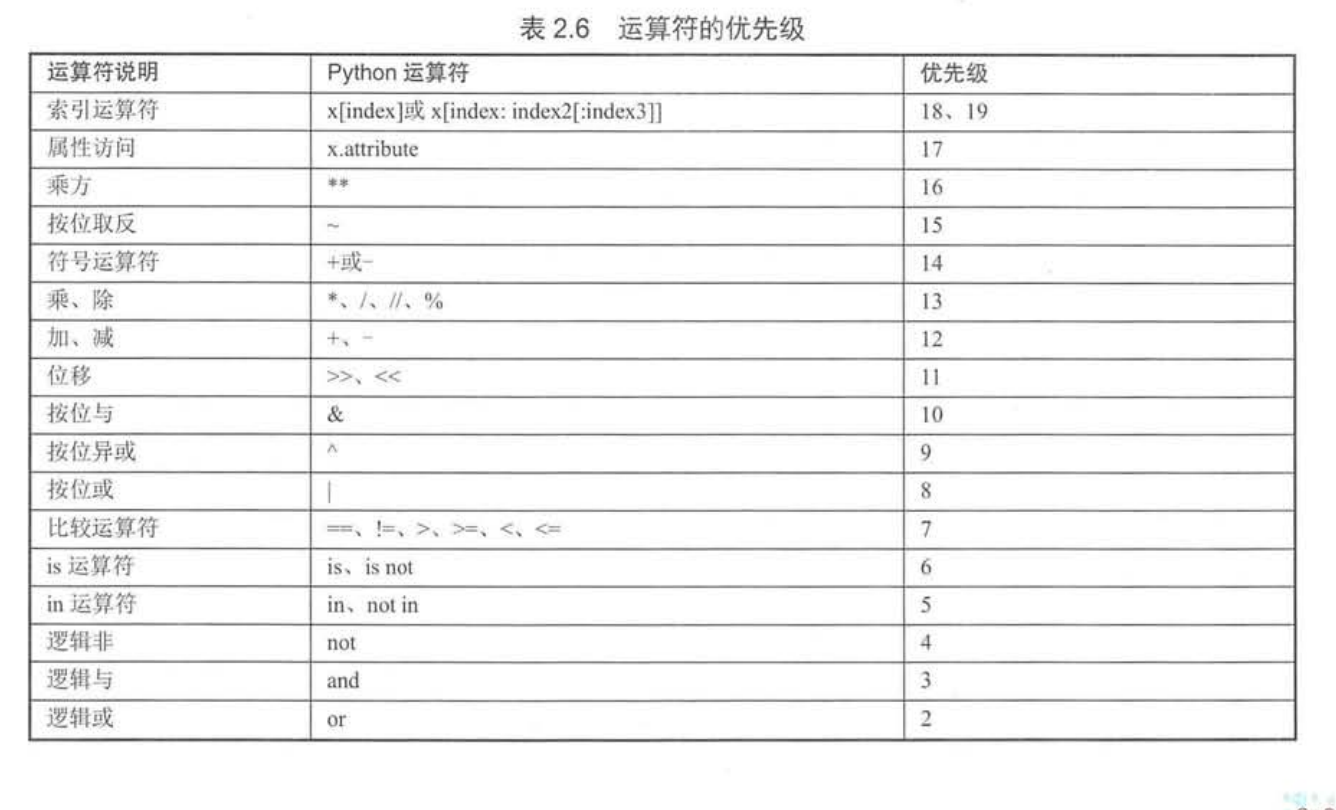 表 2.6 运算符的优先级
运算符说明 Python 运算符 优先级
索引运算符 x[index]或 x[index: index2[:index3]] 18、19
属性访问 x.attribute 17
乘方 ** 16
按位取反 ~ 15
符号运算符 +或- 14
乘、除 *、/、//、% 13
加、减 +、- 12
位移 >>、<< 11
按位与 & 10
按位异或 ^ 9
按位或 | 8
比较运算符 ==、!=、>、>=、<、<= 7
is 运算符 is、is not 6
in 运算符 in、not in 5
逻辑非 not 4
逻辑与 and 3
逻辑或 or 2